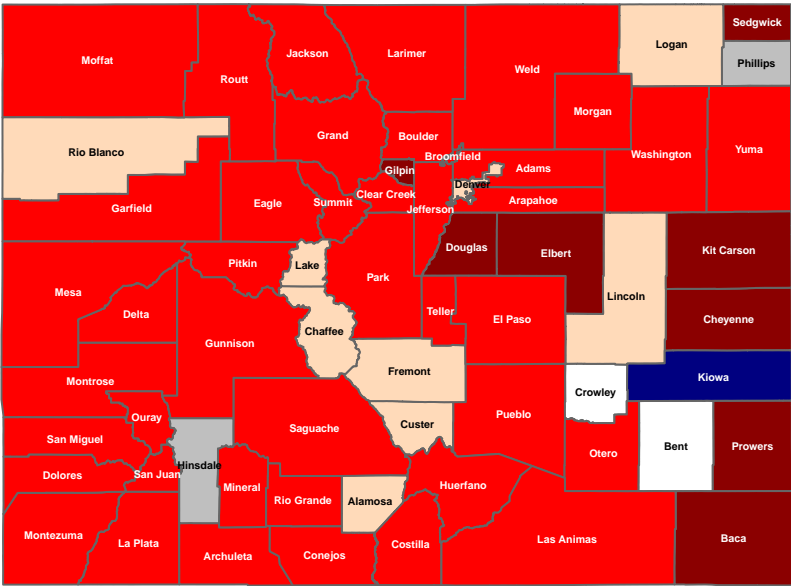 Sedgwick
Logan
Jackson
Larimer
Moffat
Phillips
Weld
Routt
Morgan
Grand
Boulder
Yuma
Rio Blanco
Broomfield
Washington
Gilpin
Adams
Denver
Clear Creek
Arapahoe
Eagle
Summit
Garfield
Jefferson
Douglas
Elbert
Kit Carson
Pitkin
Lake
Park
Mesa
Lincoln
Delta
Teller
El Paso
Cheyenne
Chaffee
Gunnison
Fremont
Kiowa
Montrose
Crowley
Ouray
Pueblo
Custer
Saguache
San Miguel
Bent
Prowers
Otero
Hinsdale
Dolores
San Juan
Mineral
Huerfano
Rio Grande
Alamosa
Montezuma
Baca
Las Animas
La Plata
Costilla
Archuleta
Conejos